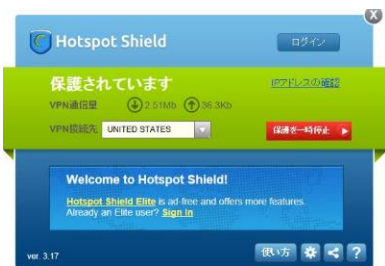 Hotspot Shield
ログイン
保護されています
IPアドレスの確認
VPN通信量 2.51Mb 36.3Kb
VPN接続先 UNITED STATES
保護を一時停止
Welcome to Hotspot Shield!
Hotspot Shield Elite is ad-free and offers more features.
Already an Elite user? Sign In
ver. 3.17
使い方
?